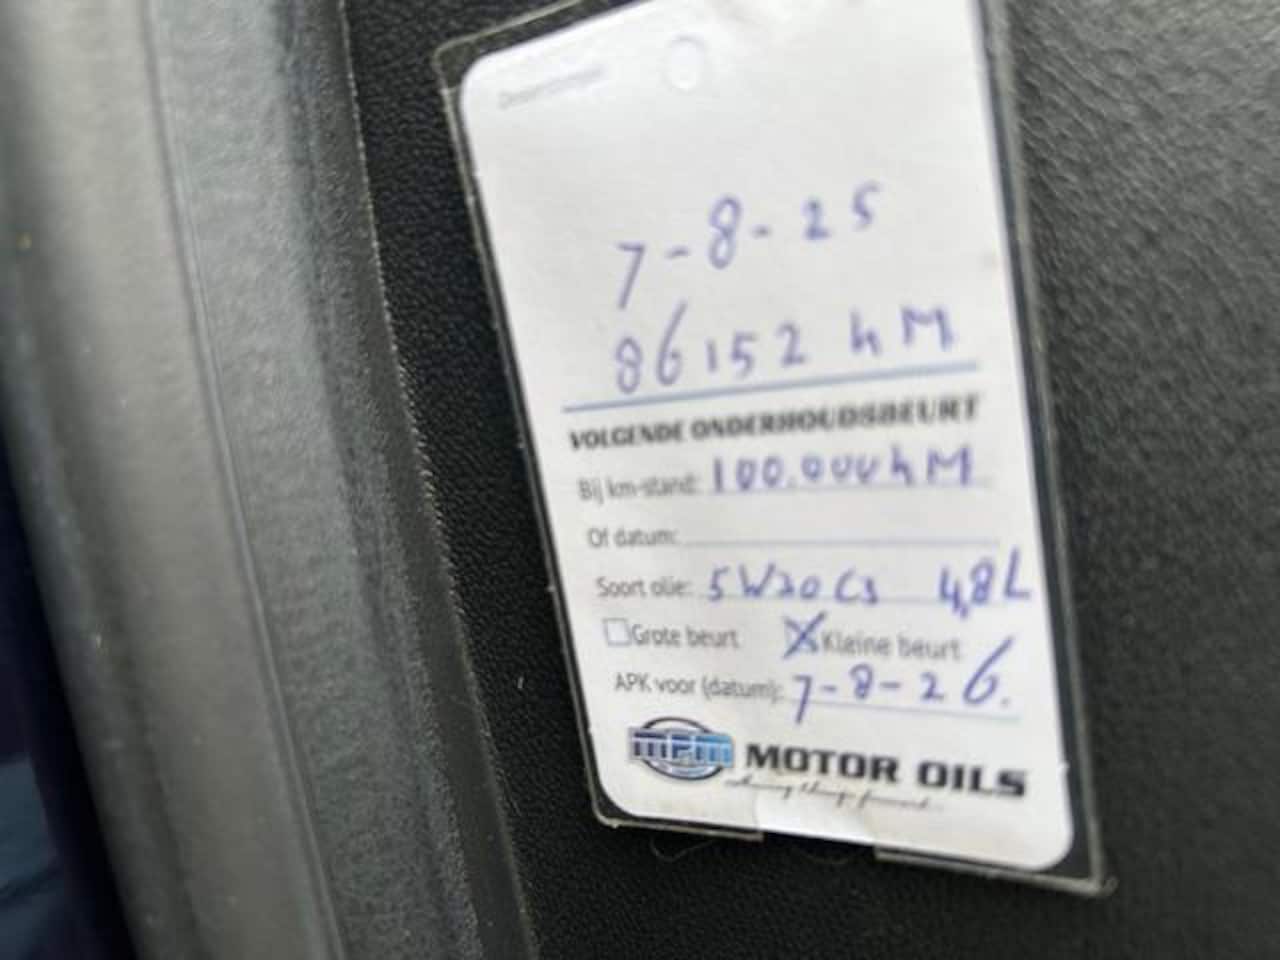 7-8-25
86152 kM
VOLGENDE ONDERHOUDSBEURT
Bij km-stand: 100.000 kM
Of datum:
Soort olie: 5W20 C5 4,8L
Grote beurt Kleine beurt
APK voor (datum): 7-8-26.
mPm MOTOR OILS